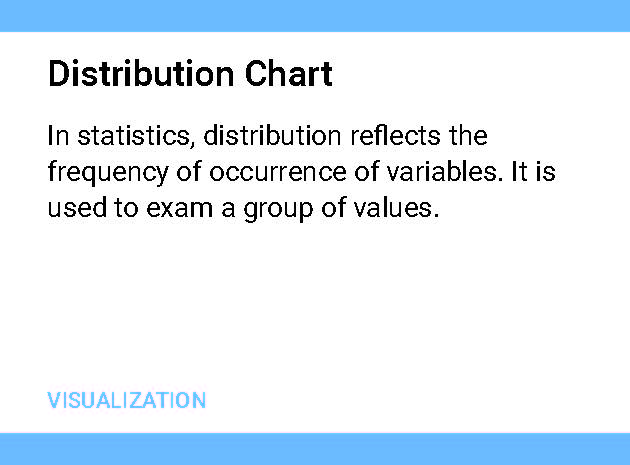 Distribution Chart
In statistics, distribution reflects the
frequency of occurrence of variables. It is
used to exam a group of values.
VISUALIZATION